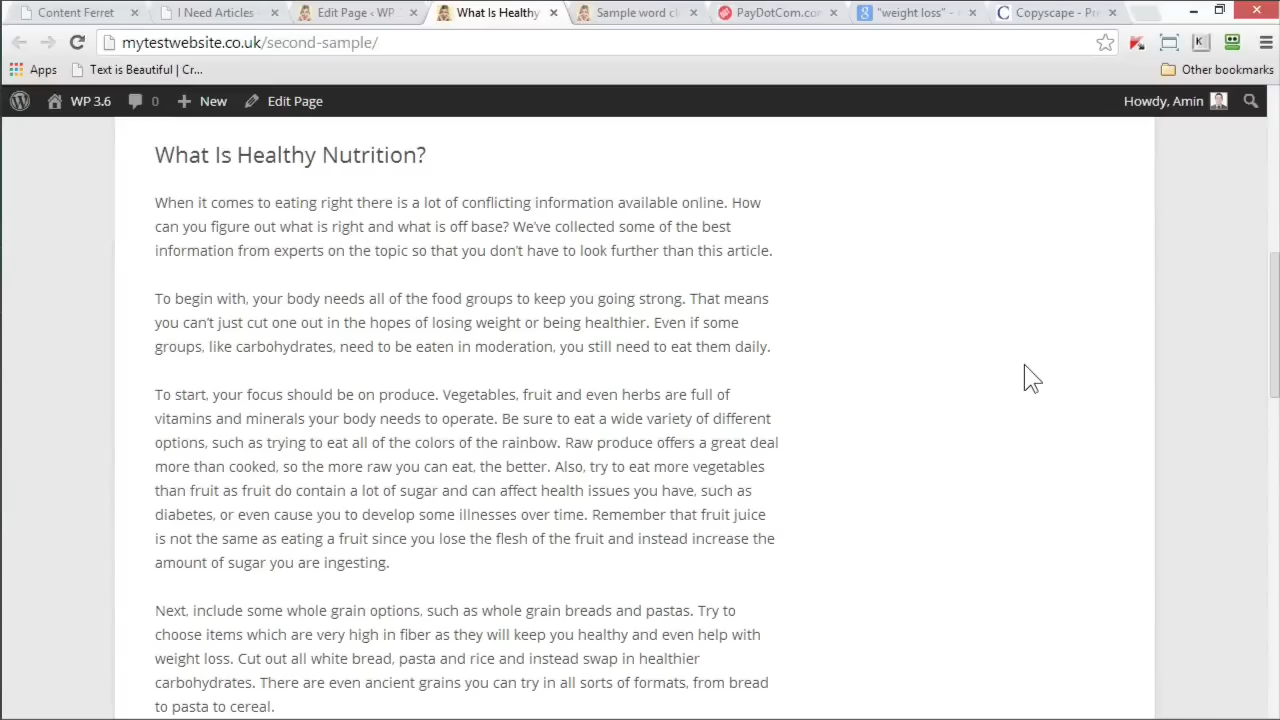 Content Ferret
I Need Articles
Edit Page ‹ WP
What Is Healthy
Sample word cl
PayDotCom.com
"weight loss" -
Copyscape - Pre
mytestwebsite.co.uk/second-sample/
Apps
Text is Beautiful | Cr...
Other bookmarks
WP 3.6
0
New
Edit Page
Howdy, Amin
What Is Healthy Nutrition?
When it comes to eating right there is a lot of conflicting information available online. How
can you figure out what is right and what is off base? We've collected some of the best
information from experts on the topic so that you don't have to look further than this article.
To begin with, your body needs all of the food groups to keep you going strong. That means
you can't just cut one out in the hopes of losing weight or being healthier. Even if some
groups, like carbohydrates, need to be eaten in moderation, you still need to eat them daily.
To start, your focus should be on produce. Vegetables, fruit and even herbs are full of
vitamins and minerals your body needs to operate. Be sure to eat a wide variety of different
options, such as trying to eat all of the colors of the rainbow. Raw produce offers a great deal
more than cooked, so the more raw you can eat, the better. Also, try to eat more vegetables
than fruit as fruit do contain a lot of sugar and can affect health issues you have, such as
diabetes, or even cause you to develop some illnesses over time. Remember that fruit juice
is not the same as eating a fruit since you lose the flesh of the fruit and instead increase the
amount of sugar you are ingesting.
Next, include some whole grain options, such as whole grain breads and pastas. Try to
choose items which are very high in fiber as they will keep you healthy and even help with
weight loss. Cut out all white bread, pasta and rice and instead swap in healthier
carbohydrates. There are even ancient grains you can try in all sorts of formats, from bread
to pasta to cereal.